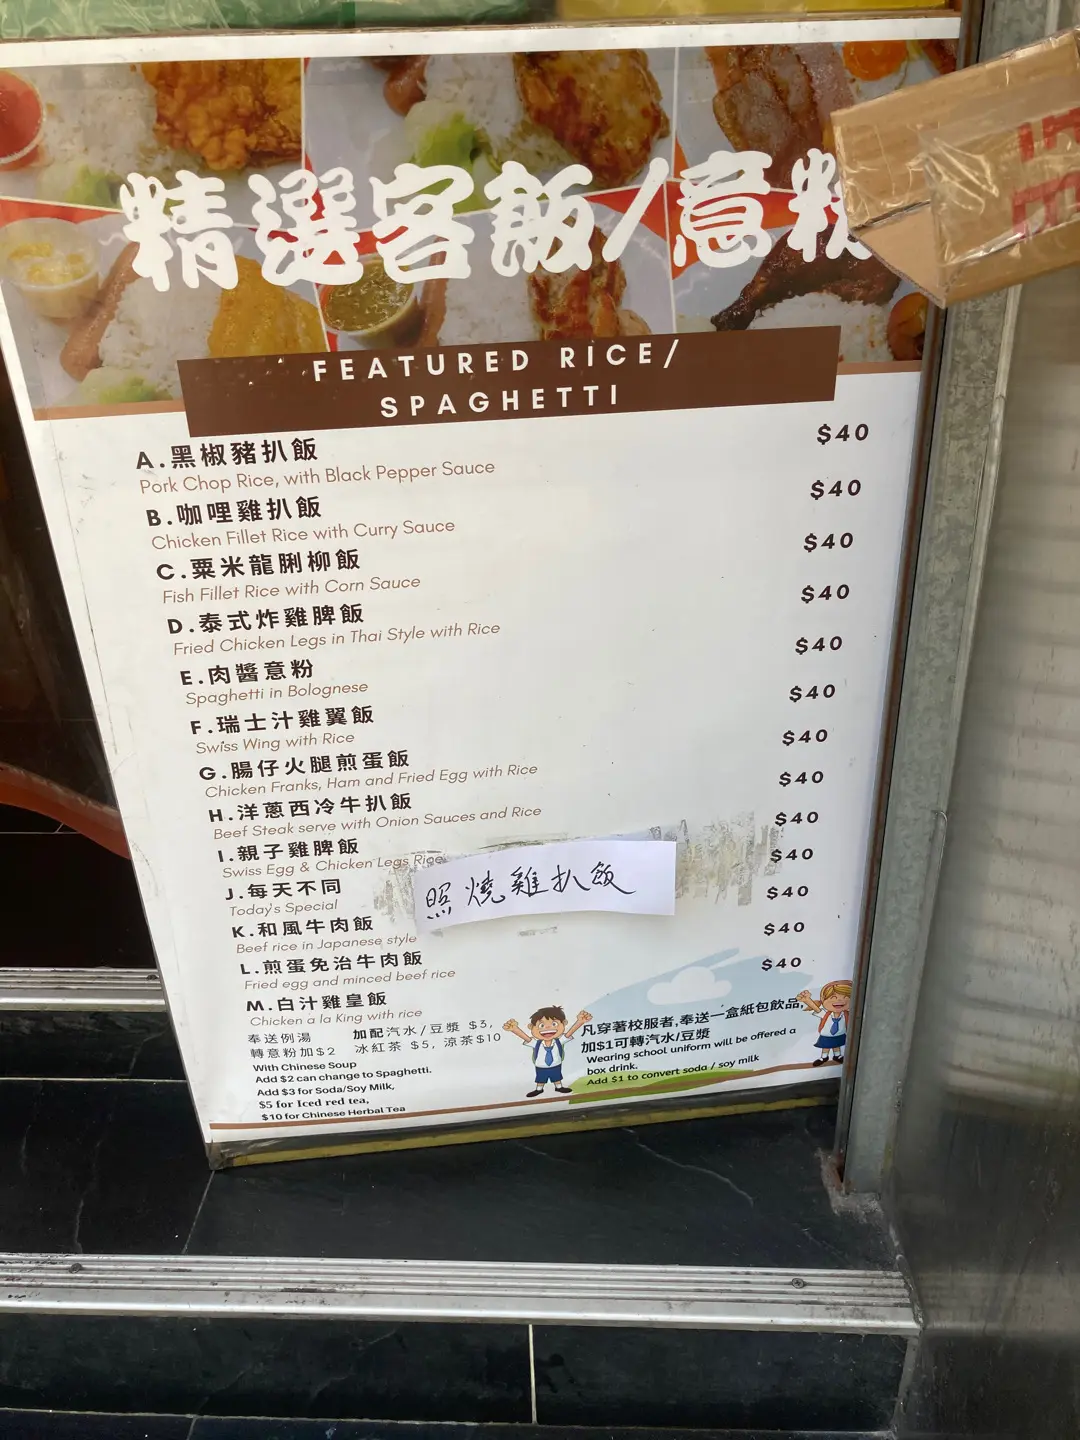 精選客飯/意粉
FEATURED RICE/
SPAGHETTI
A.黑椒豬扒飯 $40
Pork Chop Rice, with Black Pepper Sauce
B.咖哩雞扒飯 $40
Chicken Fillet Rice with Curry Sauce
C.粟米龍脷柳飯 $40
Fish Fillet Rice with Corn Sauce
D.泰式炸雞脾飯 $40
Fried Chicken Legs in Thai Style with Rice
E.肉醬意粉 $40
Spaghetti in Bolognese
F.瑞士汁雞翼飯 $40
Swiss Wing with Rice
G.腸仔火腿煎蛋飯 $40
Chicken Franks, Ham and Fried Egg with Rice
H.洋蔥西冷牛扒飯 $40
Beef Steak serve with Onion Sauces and Rice
I.親子雞脾飯 $40
Swiss Egg & Chicken Legs Rice
J.每天不同 照燒雞扒飯 $40
Today's Special
K.和風牛肉飯 $40
Beef rice in Japanese style
L.煎蛋免治牛肉飯 $40
Fried egg and minced beef rice
M.白汁雞皇飯 $40
Chicken a la King with rice
奉送例湯 加配汽水/豆漿 $3,
轉意粉加$2 冰紅茶 $5, 涼茶$10
With Chinese Soup
Add $2 can change to Spaghetti.
Add $3 for Soda/Soy Milk,
$5 for Iced red tea,
$10 for Chinese Herbal Tea
凡穿著校服者,奉送一盒紙包飲品,
加$1可轉汽水/豆漿
Wearing school uniform will be offered a
box drink.
Add $1 to convert soda / soy milk